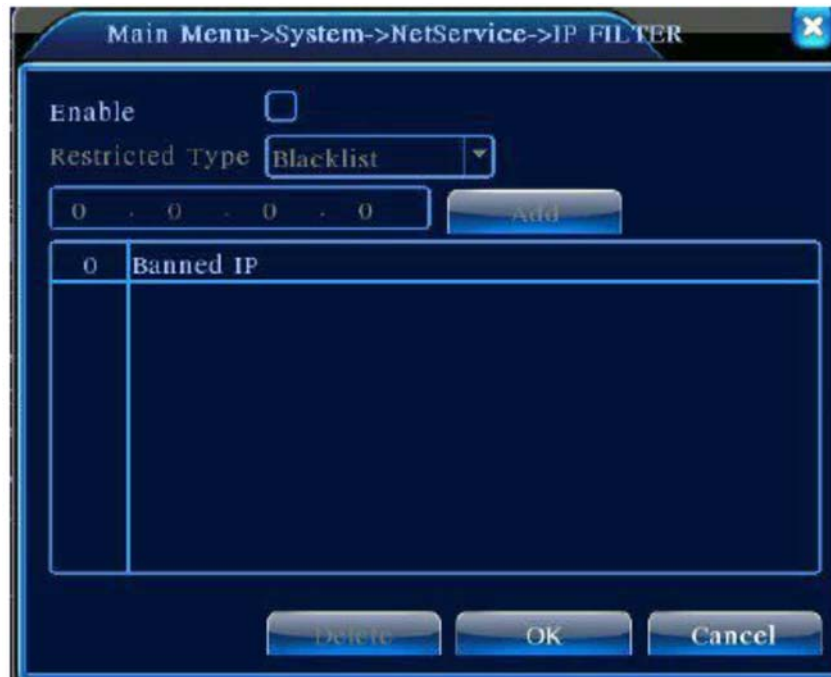 Main Menu->System->NetService->IP FILTER
Enable
Restricted Type Blacklist
0 . 0 . 0 . 0 Add
0 Banned IP
Delete OK Cancel